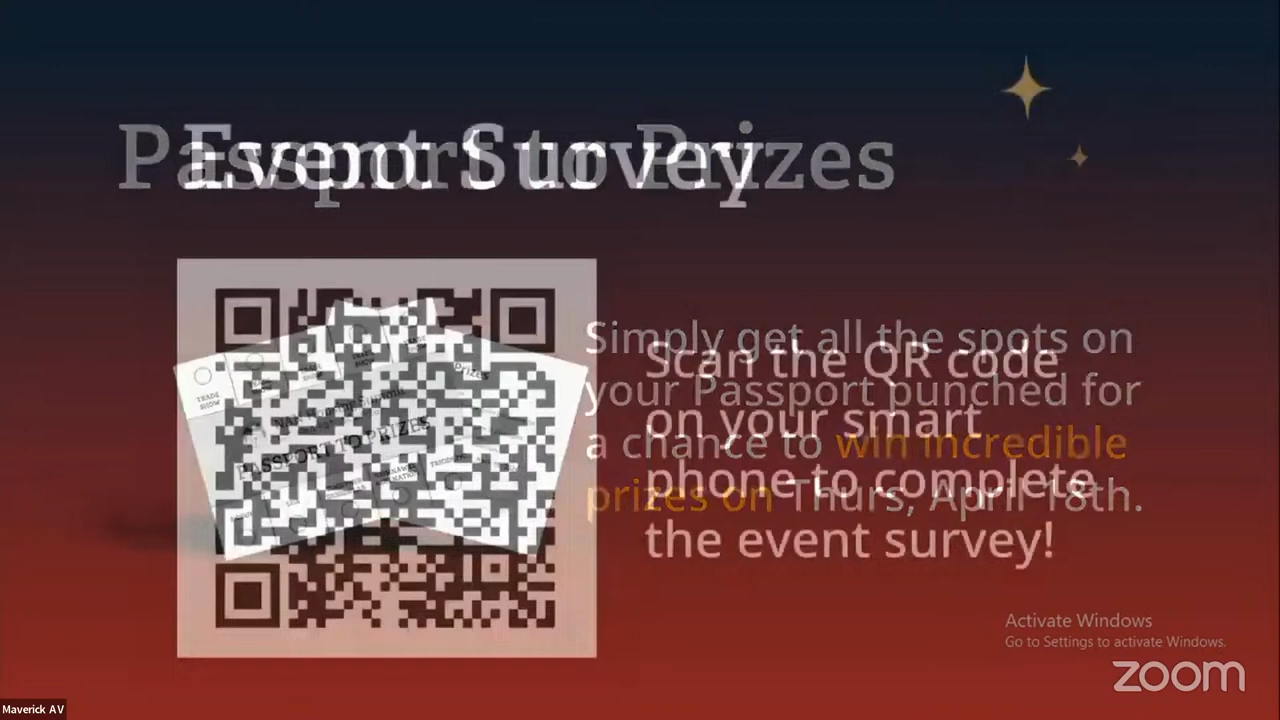 Passport to Prizes
Event Survey
Simply get all the spots on
your Passport punched for
a chance to win incredible
prizes on Thurs, April 18th.
Scan the QR code
on your smart
phone to complete
the event survey!
TRADE
SHOW
PASSPORT TO PRIZES
Activate Windows
Go to Settings to activate Windows.
zoom
Maverick AV